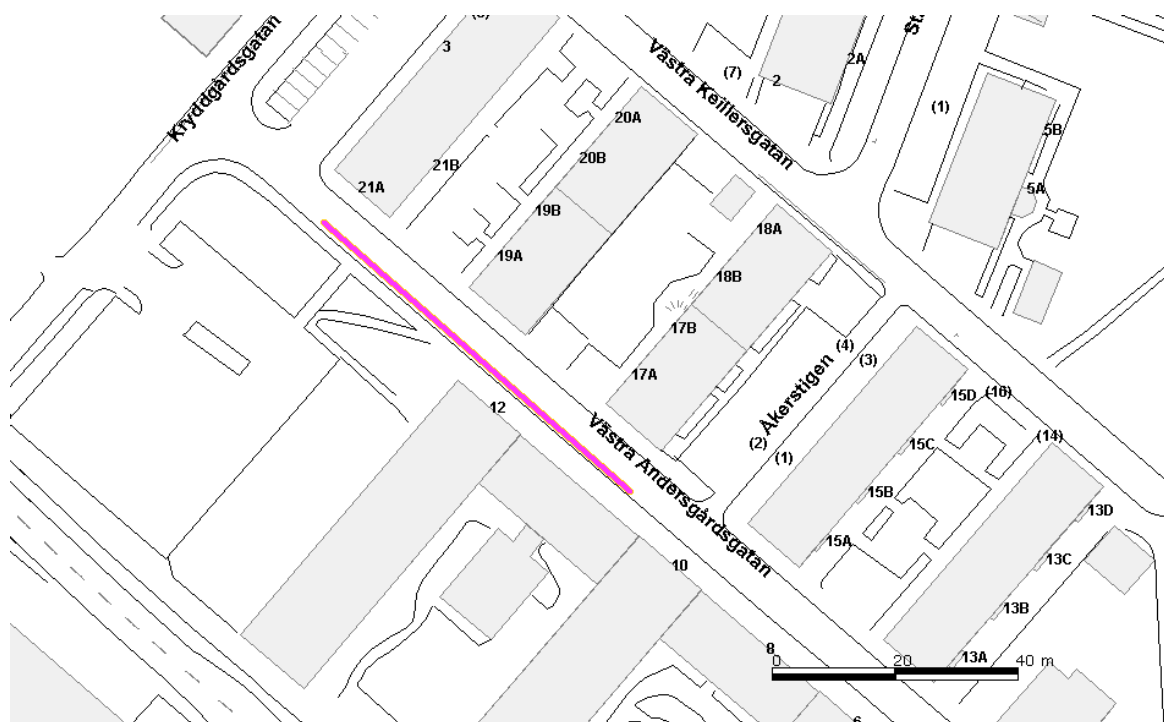 Kryddgårdsgatan
3
Västra Keillersgatan
(7)
2
2A
(1)
5B
5A
20A
20B
21B
21A
19B
19A
18A
18B
17B
17A
12
Åkerstigen
(4)
(3)
(2)
(1)
Västra Andersgårdsgatan
15D
15C
15B
15A
(16)
(14)
13D
13C
13B
13A
10
8
0 20 40 m